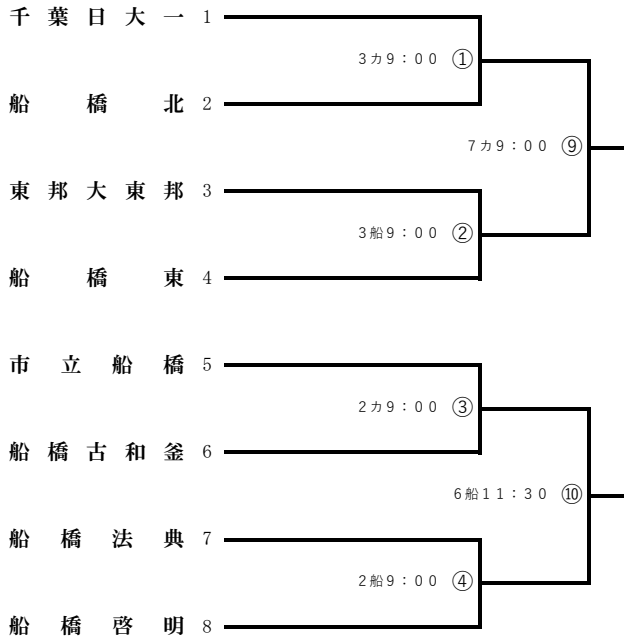 千葉日大一 1
3カ9：00 ①
船橋北 2
7カ9：00 ⑨
東邦大東邦 3
3船9：00 ②
船橋東 4
市立船橋 5
2カ9：00 ③
船橋古和釜 6
6船11：30 ⑩
船橋法典 7
2船9：00 ④
船橋啓明 8